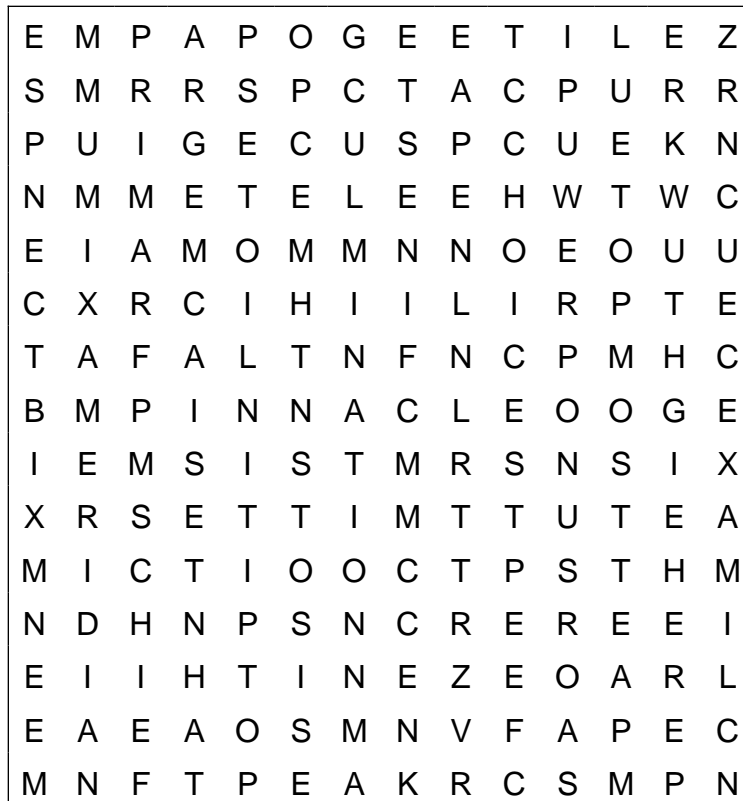 E M P A P O G E E T I L E Z
S M R R S P C T A C P U R R
P U I G E C U S P C U E K N
N M M E T E L E E H W T W C
E I A M O M M N N O E O U U
C X R C I H I I L I R P T E
T A F A L T N F N C P M H C
B M P I N N A C L E O O G E
I E M S I S T M R S N S I X
X R S E T T I M T T U T E A
M I C T I O O C T P S T H M
N D H N P S N C R E R E E I
E I I H T I N E Z E O A R L
E A E A O S M N V F A P E C
M N F T P E A K R C S M P N